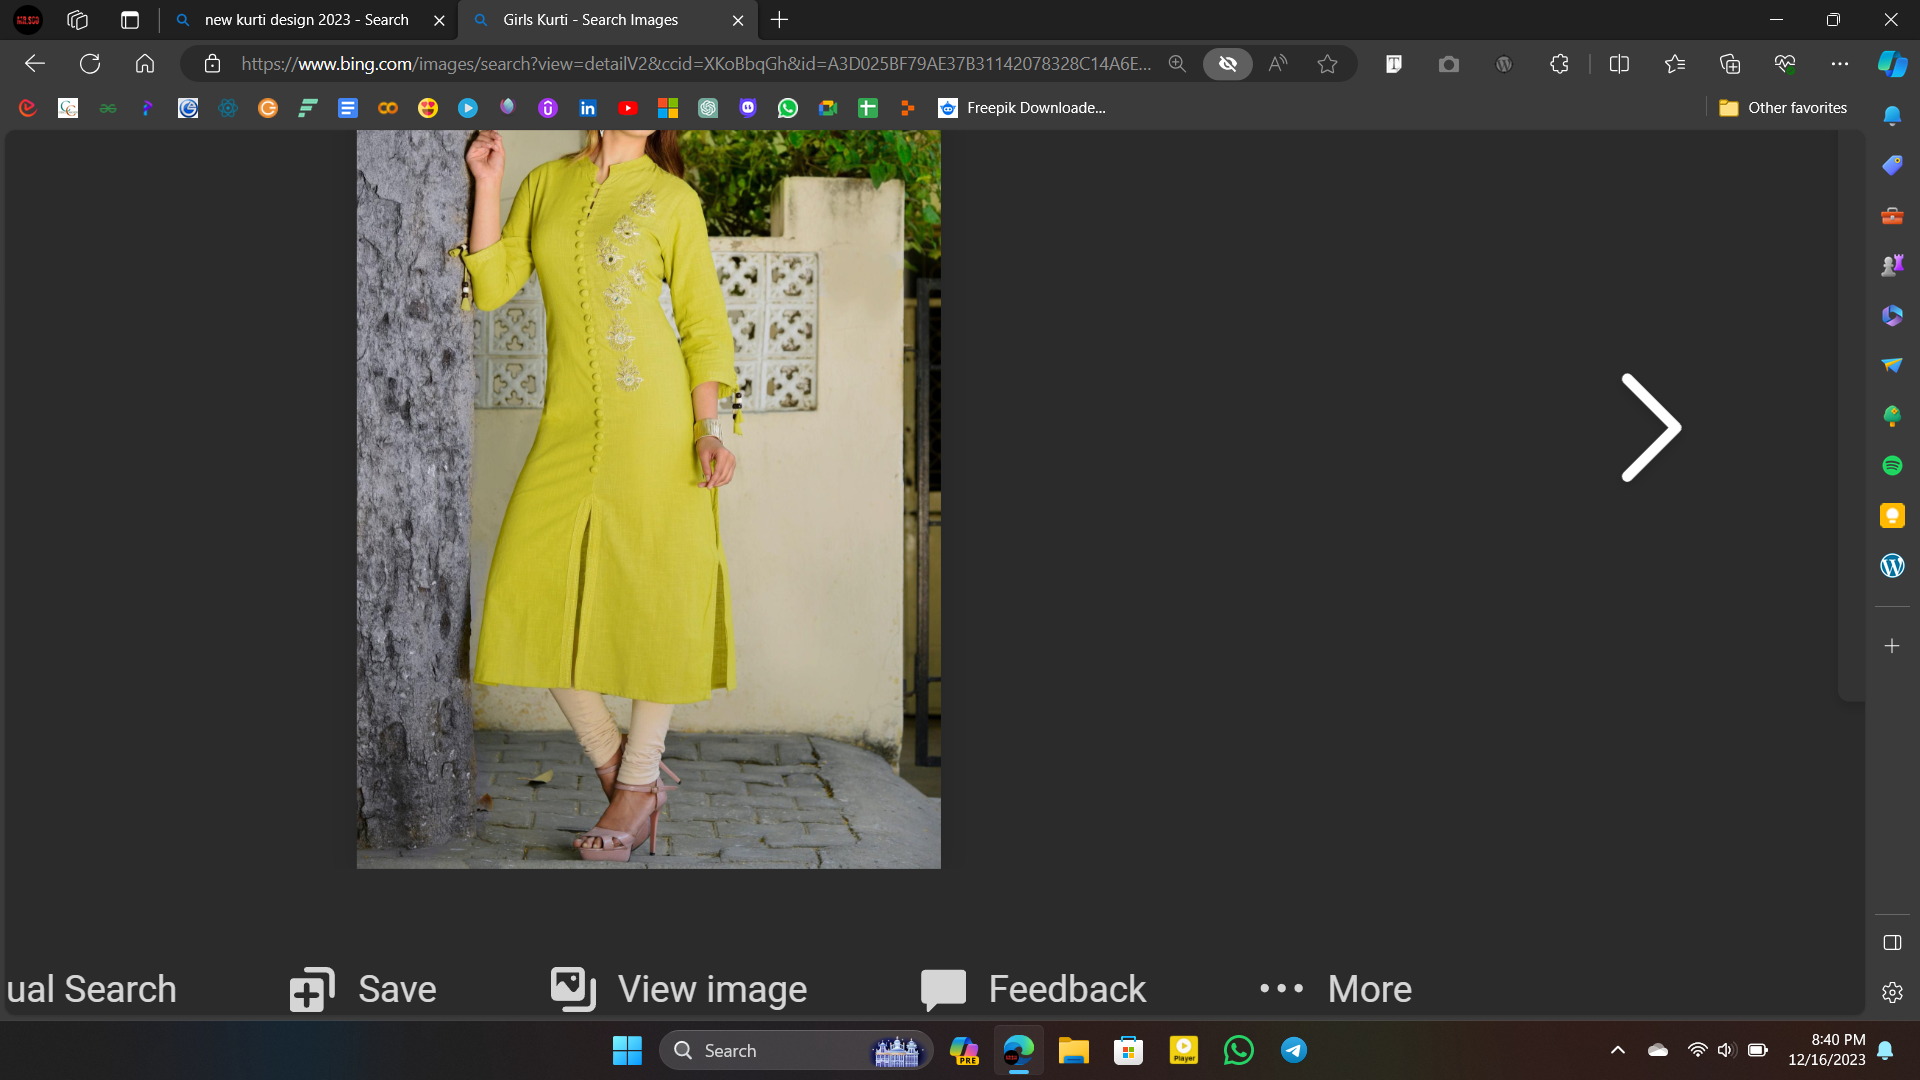 new kurti design 2023 - Search
Girls Kurti - Search Images
https://www.bing.com/images/search?view=detailV2&ccid=XKoBbqGh&id=A3D025BF79AE37B31142078328C14A6E...
Freepik Downloade...
Other favorites
ual Search
Save
View image
Feedback
More
Search
PRE
Player
8:40 PM
12/16/2023